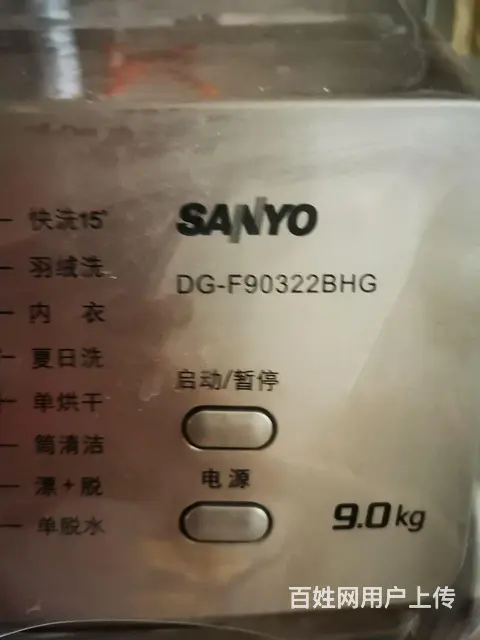 快洗15'
羽绒洗
内 衣
夏日洗
单烘干
筒清洁
漂+脱
单脱水
SANYO
DG-F90322BHG
启动/暂停
电源
9.0kg
百姓网用户上传